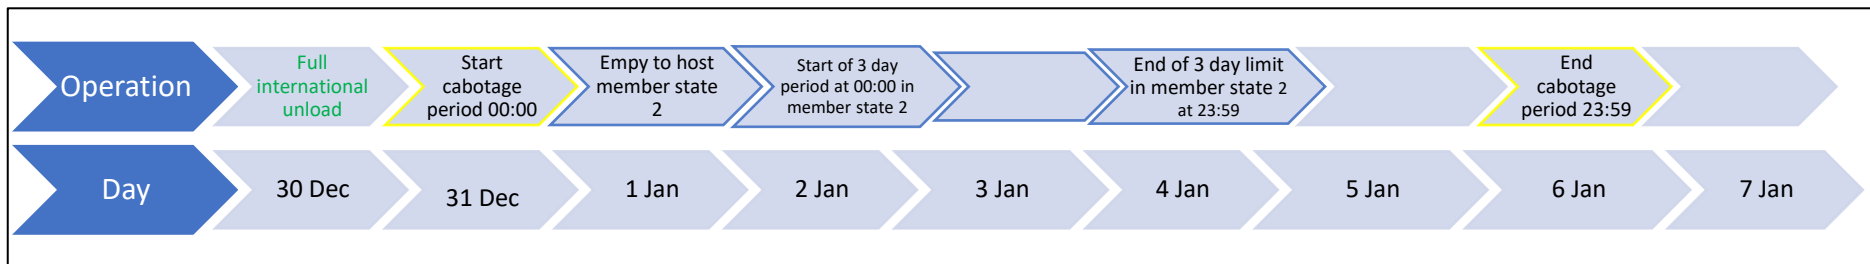 Operation
Full
international
unload
Start
cabotage
period 00:00
Empy to host
member state
2
Start of 3 day
period at 00:00 in
member state 2
End of 3 day limit
in member state 2
at 23:59
End
cabotage
period 23:59
Day
30 Dec
31 Dec
1 Jan
2 Jan
3 Jan
4 Jan
5 Jan
6 Jan
7 Jan